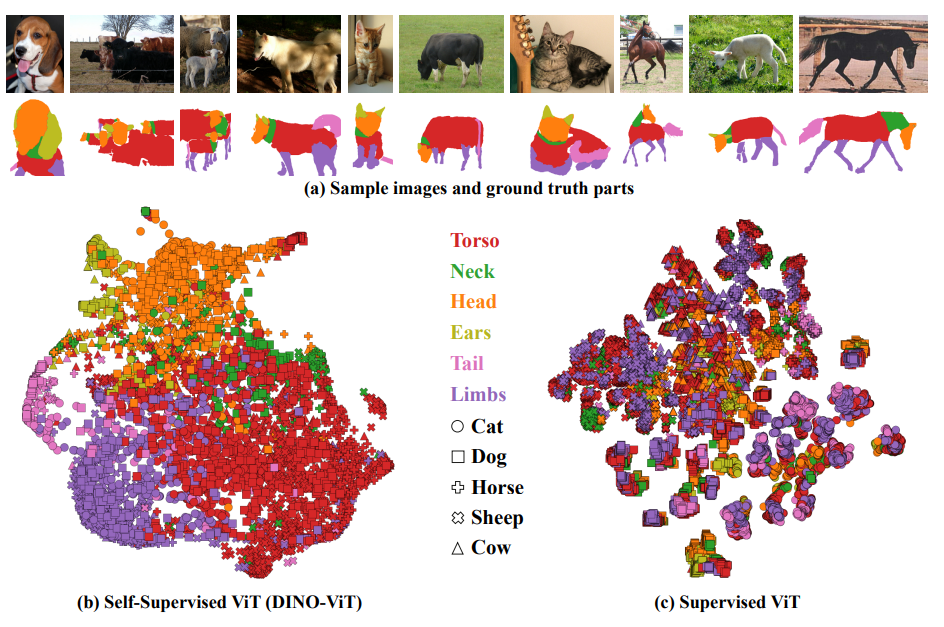 (a) Sample images and ground truth parts
Torso
Neck
Head
Ears
Tail
Limbs
Cat
Dog
Horse
Sheep
Cow
(b) Self-Supervised ViT (DINO-ViT)
(c) Supervised ViT